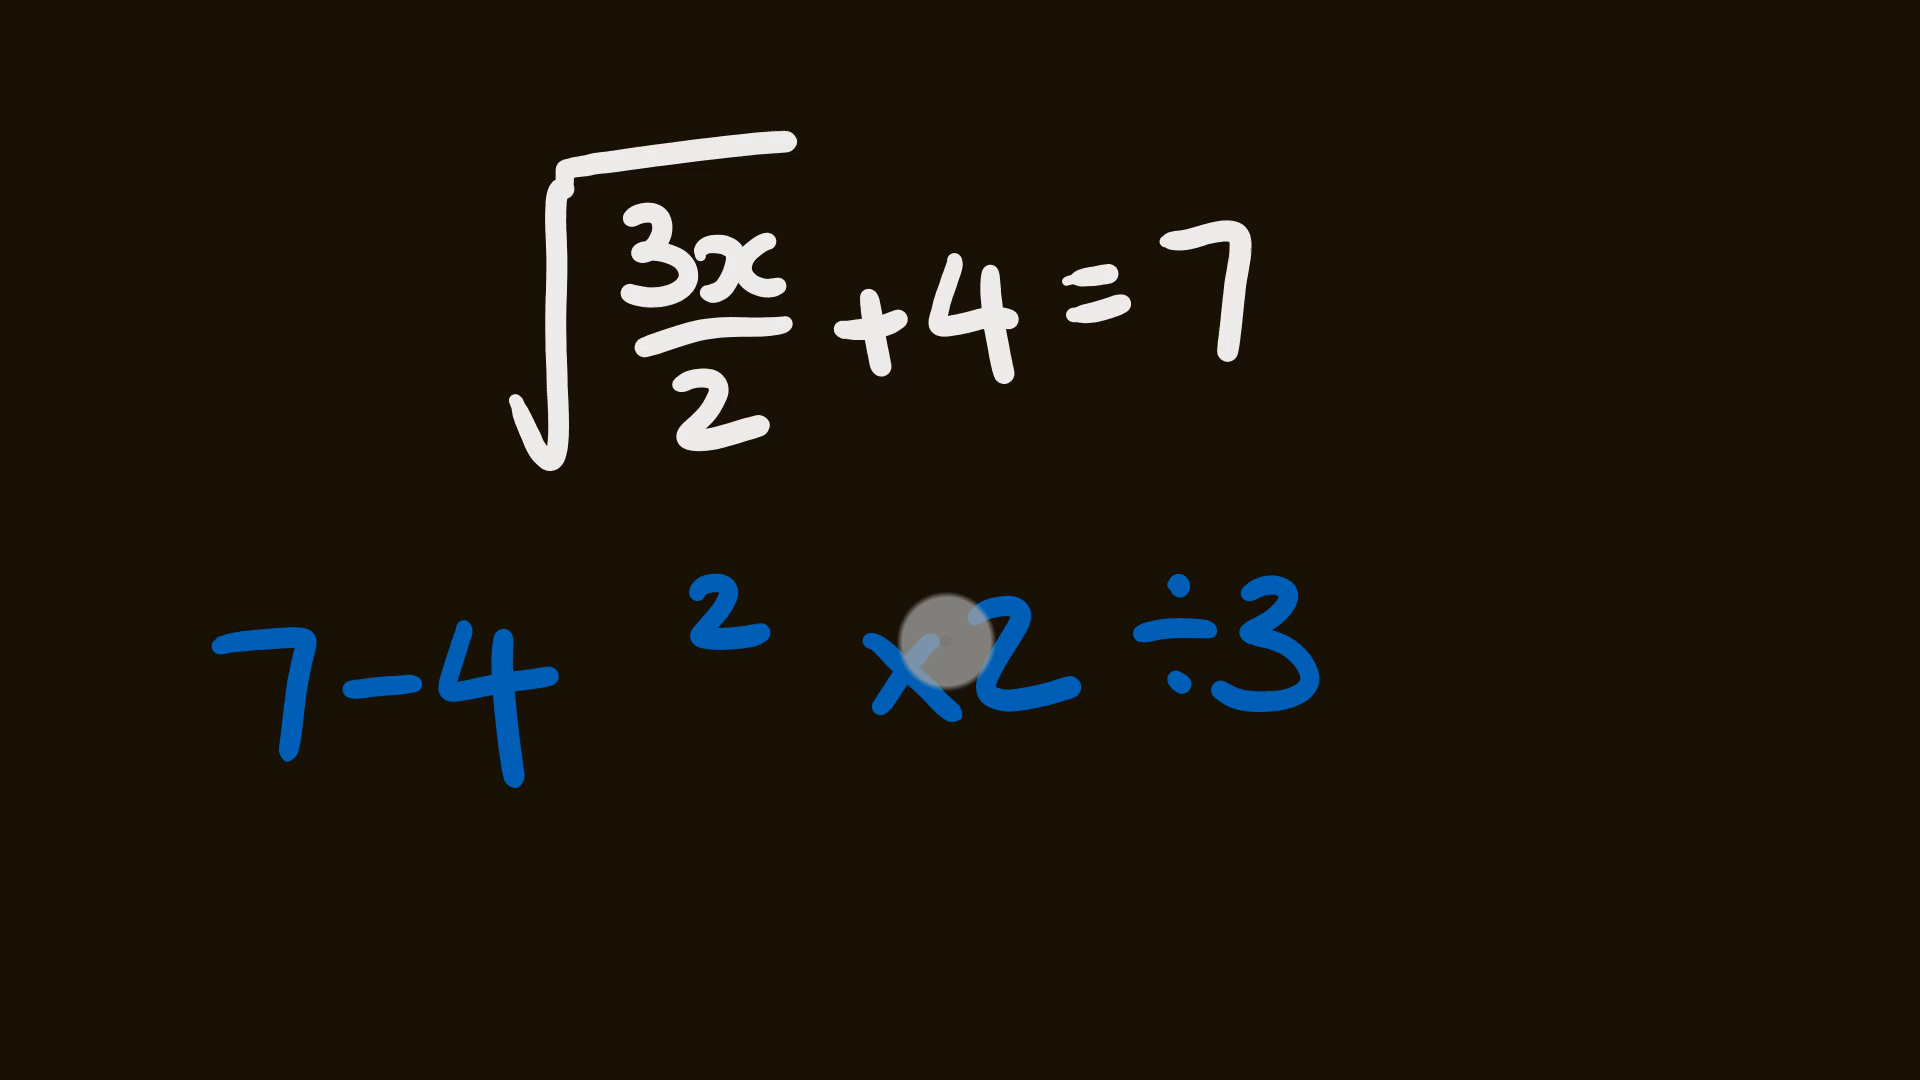 √(3x/2) + 4 = 7
7 - 4 ² × 2 ÷ 3